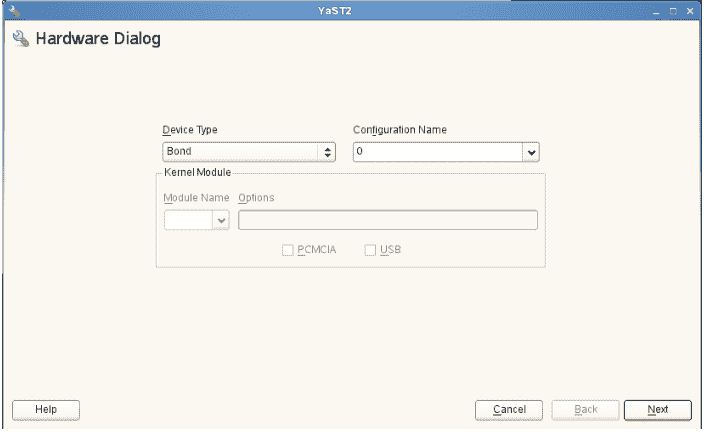 YaST2
Hardware Dialog
Device Type Configuration Name
Bond 0
Kernel Module
Module Name Options
PCMCIA USB
Help Cancel Back Next